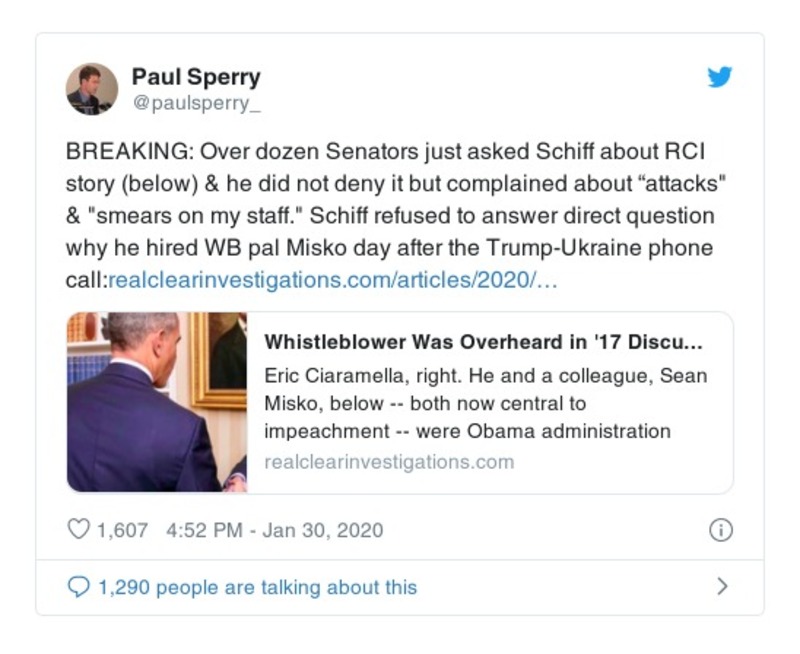 Paul Sperry
@paulsperry_
BREAKING: Over dozen Senators just asked Schiff about RCI
story (below) & he did not deny it but complained about “attacks"
& "smears on my staff." Schiff refused to answer direct question
why he hired WB pal Misko day after the Trump-Ukraine phone
call:realclearinvestigations.com/articles/2020/…
Whistleblower Was Overheard in '17 Discu...
Eric Ciaramella, right. He and a colleague, Sean
Misko, below -- both now central to
impeachment -- were Obama administration
realclearinvestigations.com
1,607 4:52 PM - Jan 30, 2020
1,290 people are talking about this